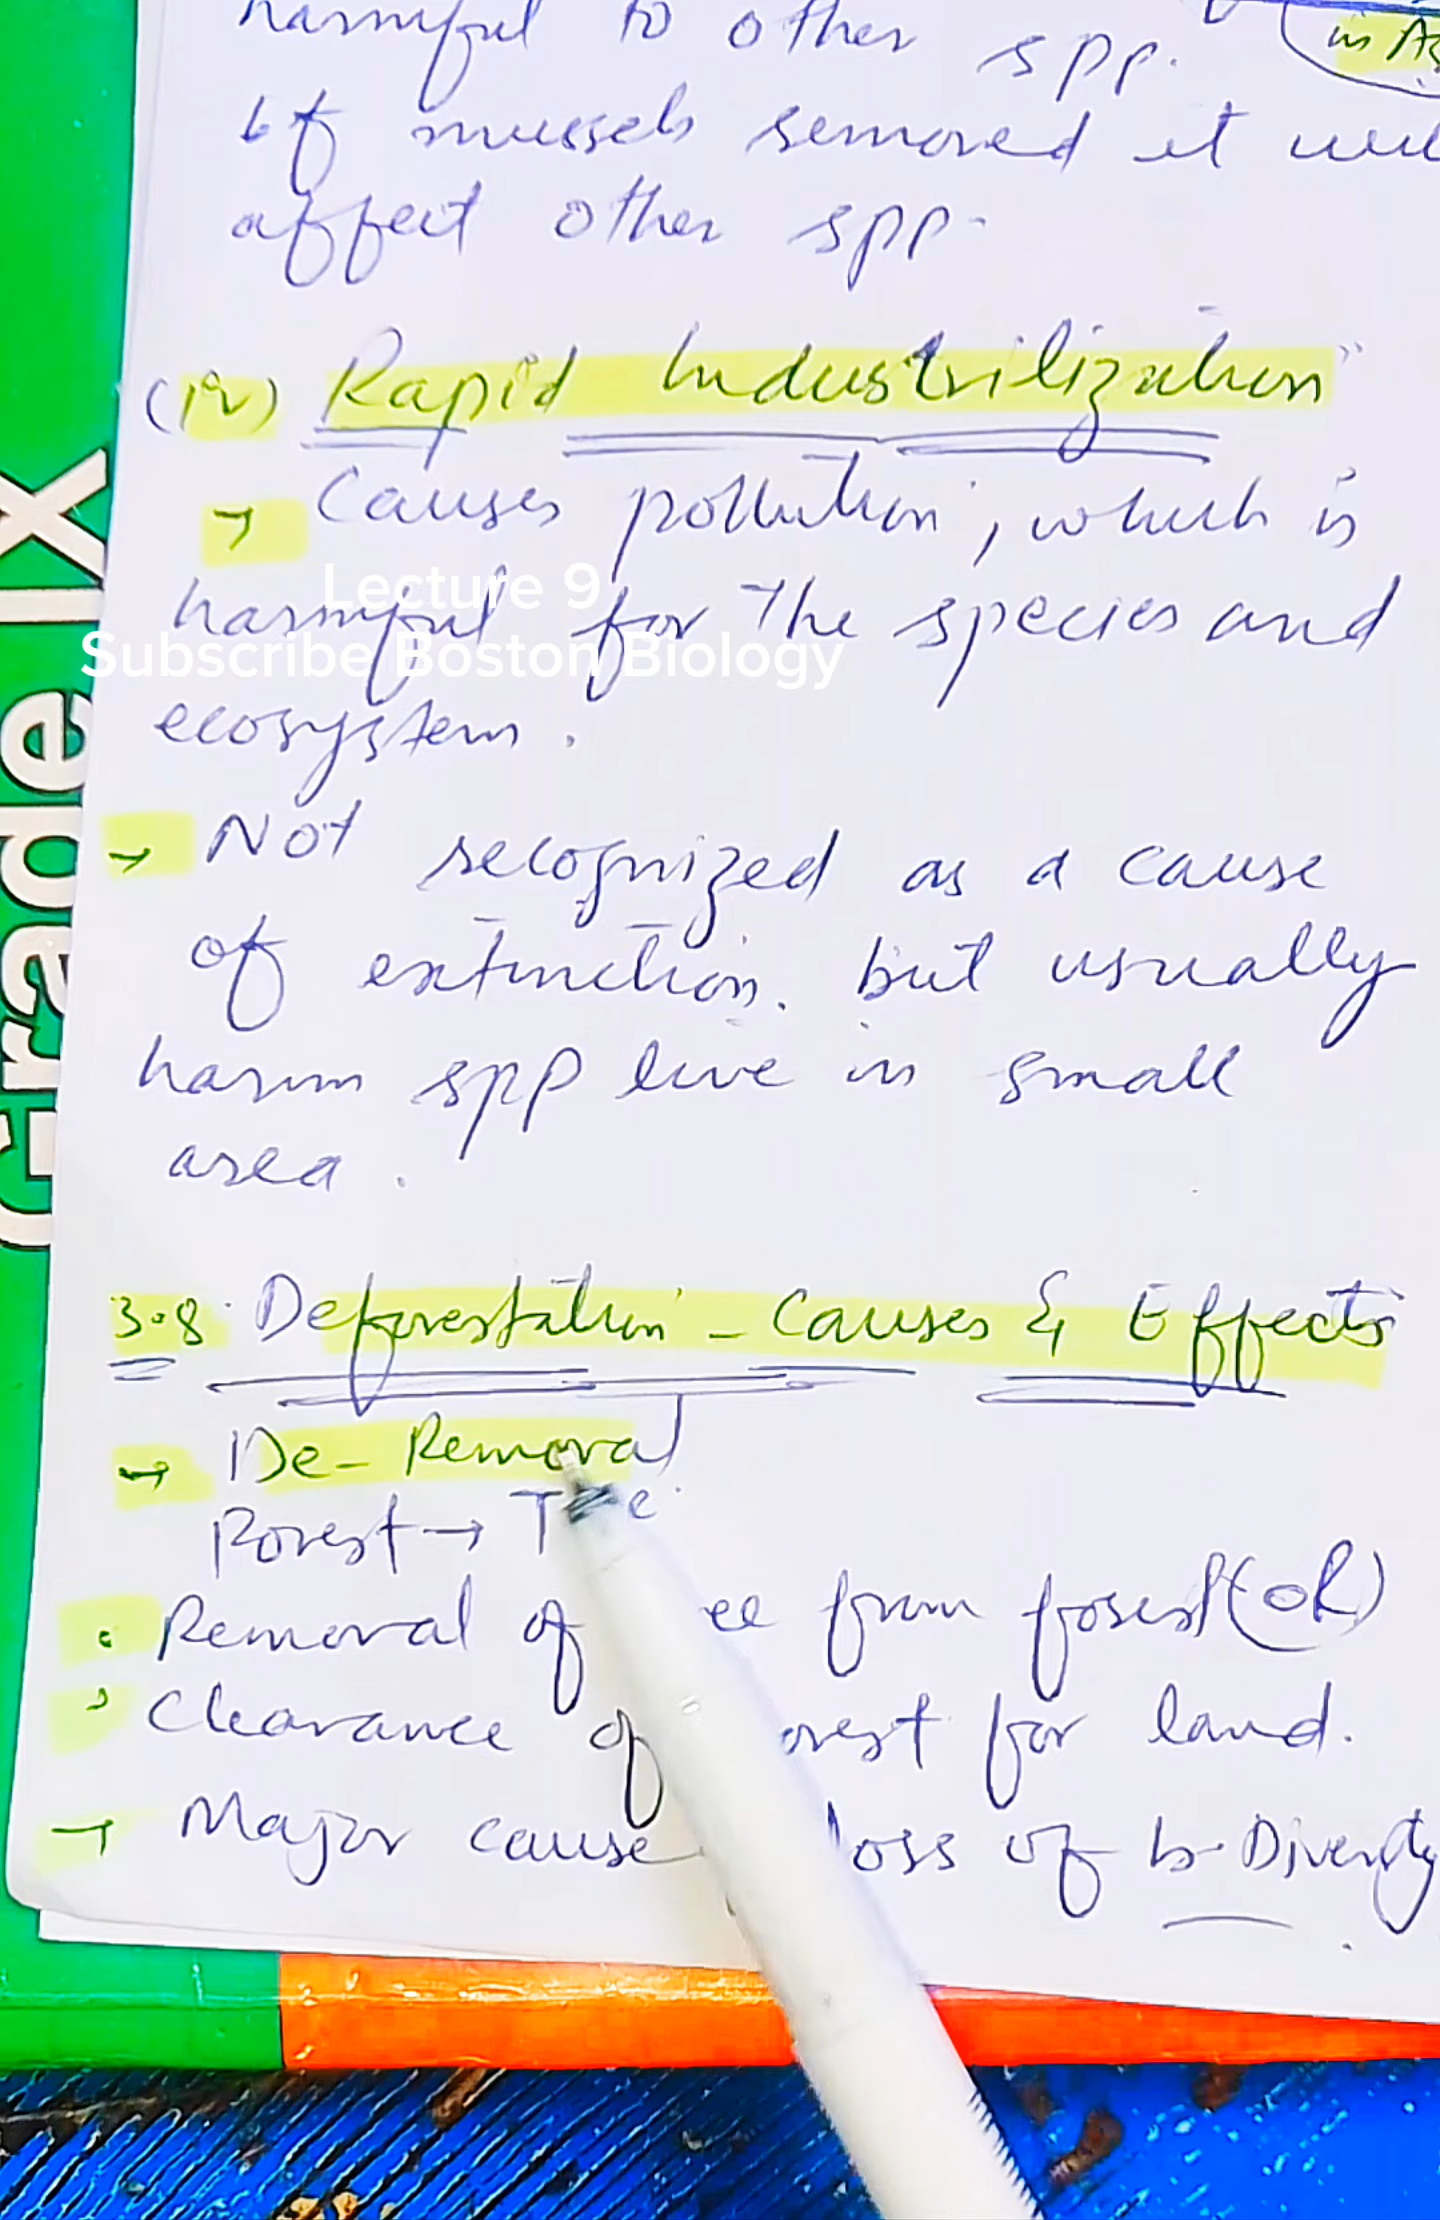 harmful to other spp.
in As
If mussels removed it will
affect other spp.
(iv) Rapid Industrilization
→ Causes pollution, which is
harmful for the species and
ecosystem.
→ Not recognized as a cause
of extinction. but usually
harm spp live in small
area.
3.8 Deforestation - Causes & Effects
→ De - Removal
Forest → T e.
• Removal of ee from forest (OR)
• Clearance of orest for land.
→ Major cause loss of b-Diversity
Lecture 9
Subscribe Boston Biology
Grade IX